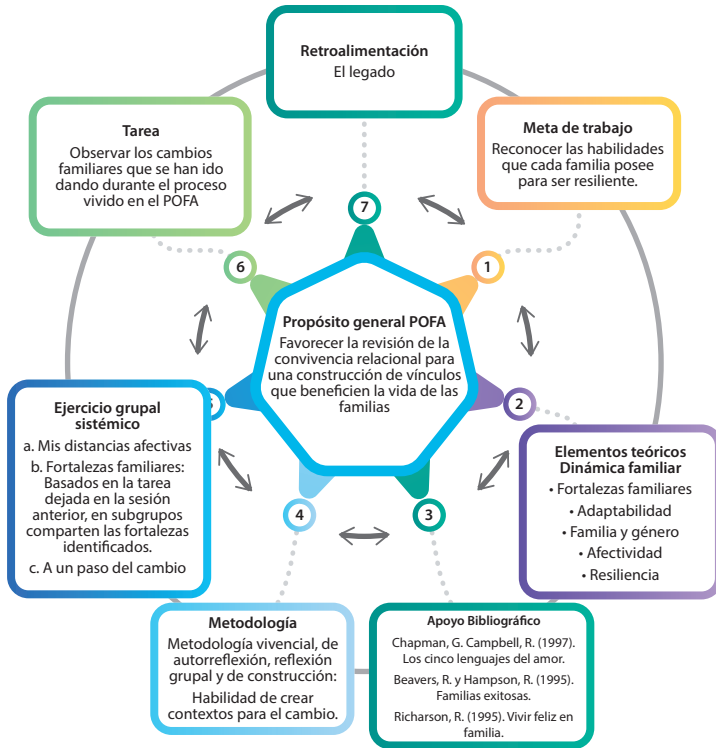 Retroalimentación
El legado
Meta de trabajo
Reconocer las habilidades
que cada familia posee
para ser resiliente.
Tarea
Observar los cambios
familiares que se han ido
dando durante el proceso
vivido en el POFA
7
6
1
Propósito general POFA
Favorecer la revisión de la
convivencia relacional para
una construcción de vínculos
que beneficien la vida de las
familias
2
Ejercicio grupal
sistémico
a. Mis distancias afectivas
b. Fortalezas familiares:
Basados en la tarea
dejada en la sesión
anterior, en subgrupos
comparten las fortalezas
identificados.
c. A un paso del cambio
Elementos teóricos
Dinámica familiar
• Fortalezas familiares
• Adaptabilidad
• Familia y género
• Afectividad
• Resiliencia
4
3
Metodología
Metodología vivencial, de
autorreflexión, reflexión
grupal y de construcción:
Habilidad de crear
contextos para el cambio.
Apoyo Bibliográfico
Chapman, G. Campbell, R. (1997).
Los cinco lenguajes del amor.
Beavers, R. y Hampson, R. (1995).
Familias exitosas.
Richarson, R. (1995). Vivir feliz en
familia.